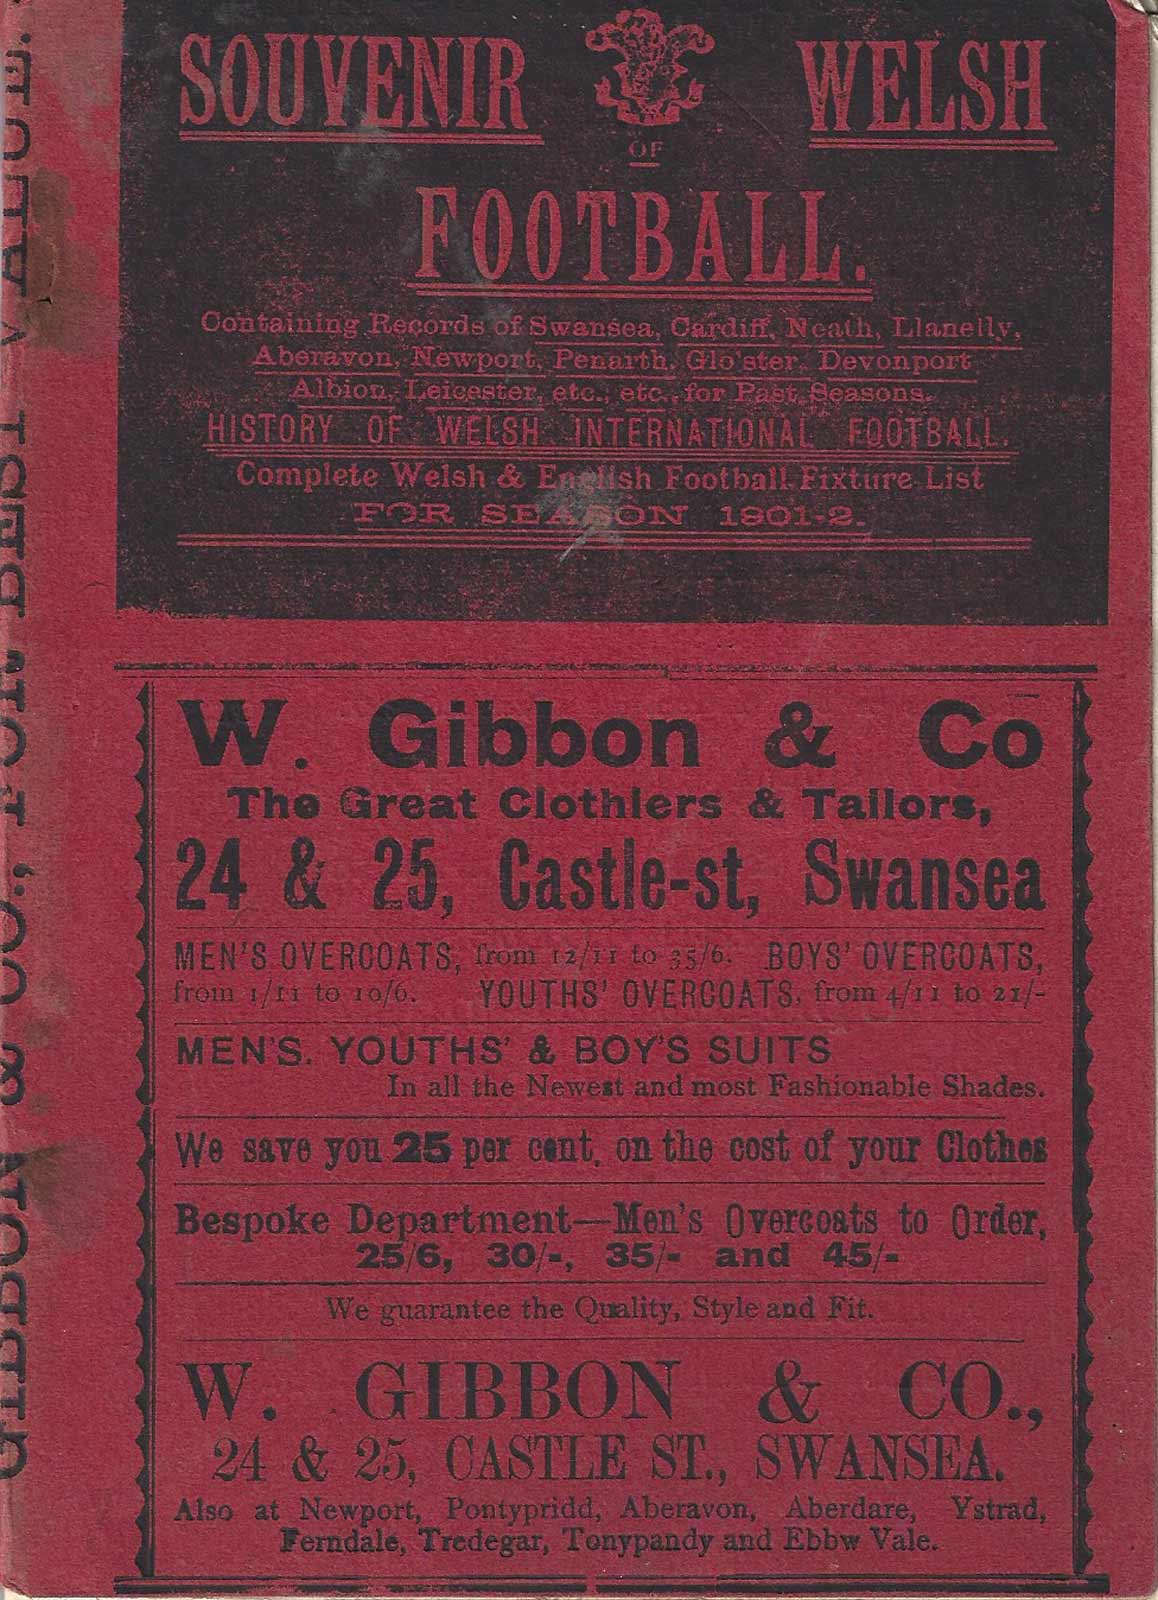 SOUVENIR WELSH
OF
FOOTBALL.
Containing Records of Swansea, Cardiff, Neath, Llanelly,
Aberavon, Newport, Penarth, Glo'ster, Devonport
Albion, Leicester, etc., etc., for Past Seasons.
HISTORY OF WELSH INTERNATIONAL FOOTBALL.
Complete Welsh & English Football Fixture List
FOR SEASON 1901-2.
W. Gibbon & Co
The Great Clothiers & Tailors,
24 & 25, Castle-st, Swansea
MEN'S OVERCOATS, from 12/11 to 35/6. BOYS' OVERCOATS,
from 1/11 to 10/6. YOUTHS' OVERCOATS, from 4/11 to 21/-
MEN'S. YOUTHS' & BOY'S SUITS
In all the Newest and most Fashionable Shades.
We save you 25 per cent. on the cost of your Clothes
Bespoke Department—Men's Overcoats to Order,
25/6, 30/-, 35/- and 45/-
We guarantee the Quality, Style and Fit.
W. GIBBON & CO.,
24 & 25, CASTLE ST., SWANSEA.
Also at Newport, Pontypridd, Aberavon, Aberdare, Ystrad,
Ferndale, Tredegar, Tonypandy and Ebbw Vale.
GIBBON & CO., FOR BEST VALUE.